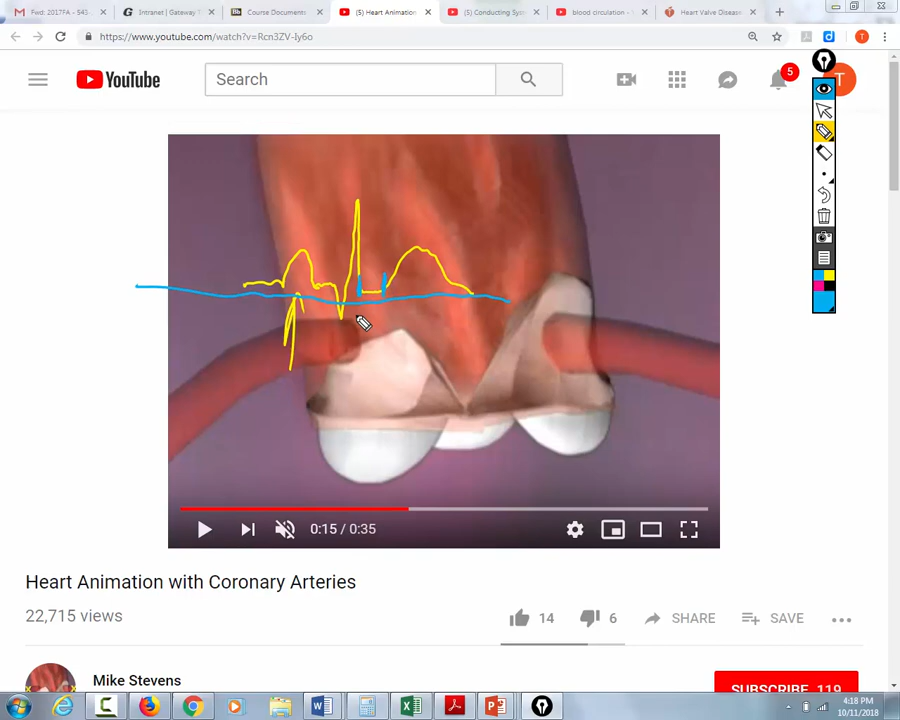 Fwd: 2017FA - 543
Intranet | Gateway T
Course Documents
(5) Heart Animation
(5) Conducting Sys
blood circulation -
Heart Valve Disease
https://www.youtube.com/watch?v=Rcn3ZV-Iy6o
T
YouTube
Search
5
T
0:15 / 0:35
Heart Animation with Coronary Arteries
22,715 views
14
6
SHARE
SAVE
Mike Stevens
SUBSCRIBE 119
4:18 PM
10/11/2018